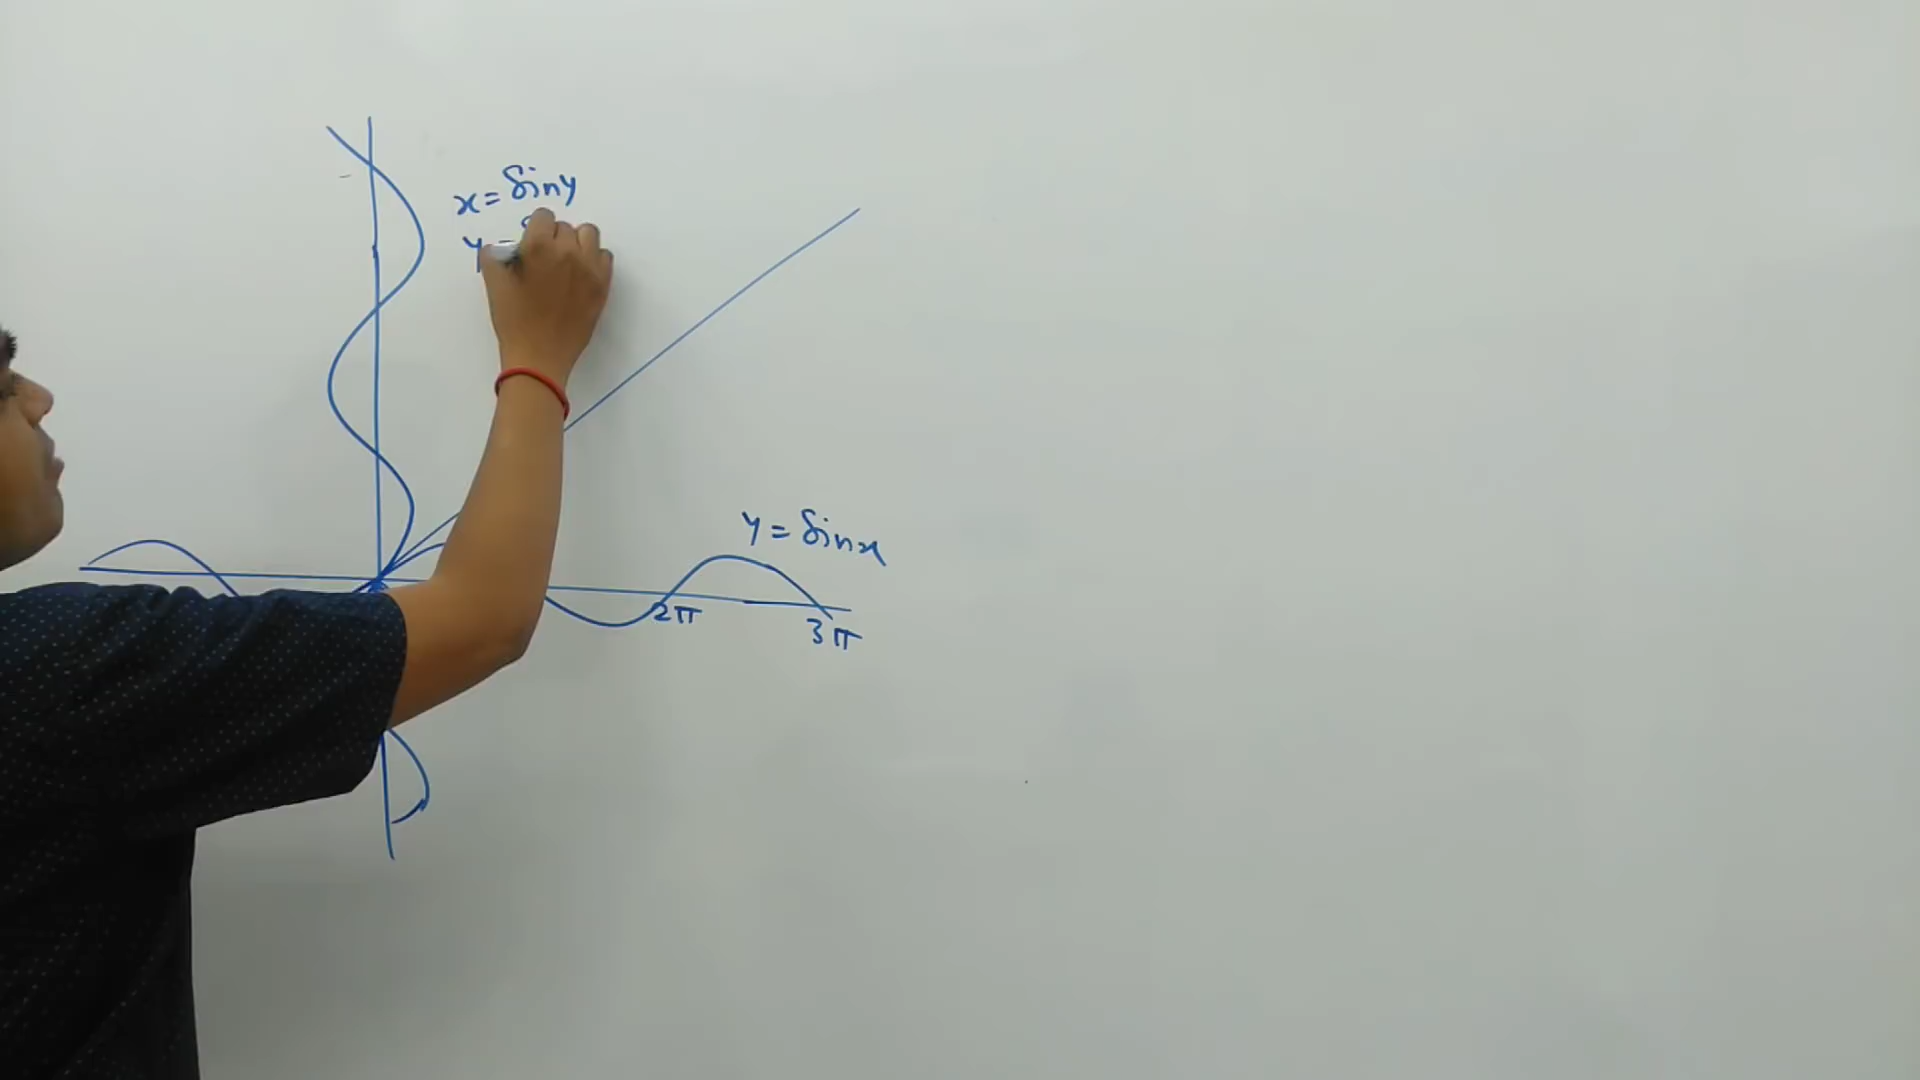 x = siny
y =
y = sinx
2π
3π